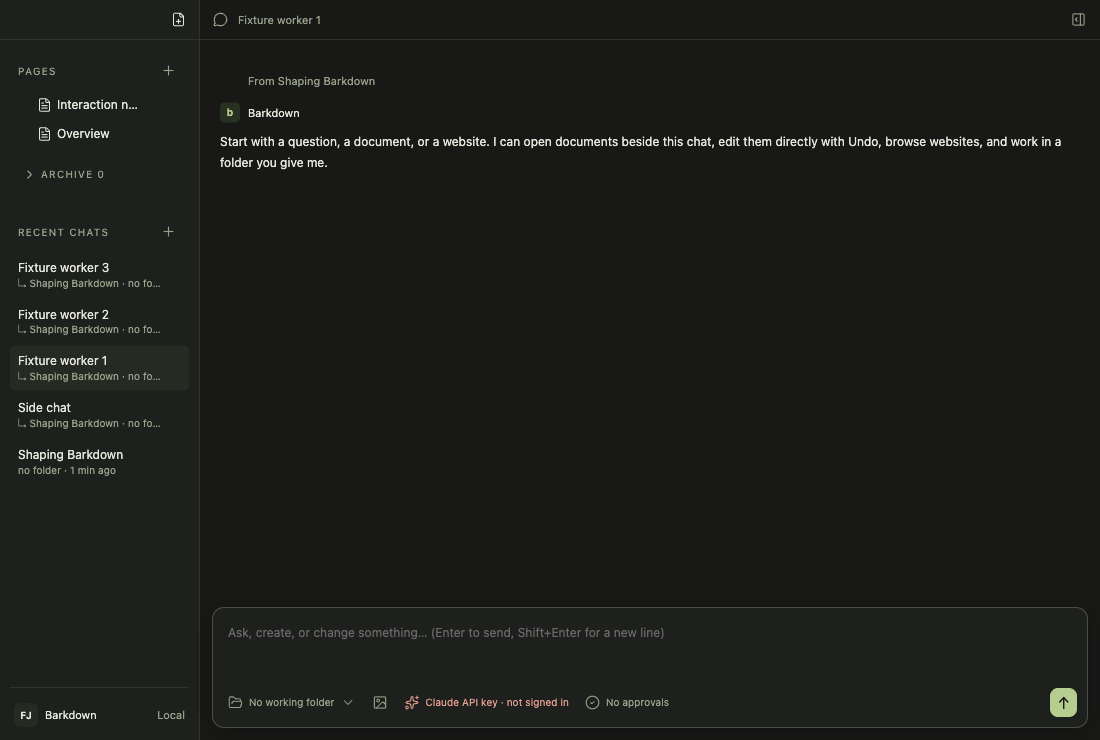 Fixture worker 1
PAGES
Interaction n...
Overview
ARCHIVE 0
RECENT CHATS
Fixture worker 3
Shaping Barkdown · no fo...
Fixture worker 2
Shaping Barkdown · no fo...
Fixture worker 1
Shaping Barkdown · no fo...
Side chat
Shaping Barkdown · no fo...
Shaping Barkdown
no folder · 1 min ago
FJ Barkdown Local
From Shaping Barkdown
b Barkdown
Start with a question, a document, or a website. I can open documents beside this chat, edit them directly with Undo, browse websites, and work in a
folder you give me.
Ask, create, or change something... (Enter to send, Shift+Enter for a new line)
No working folder Claude API key · not signed in No approvals